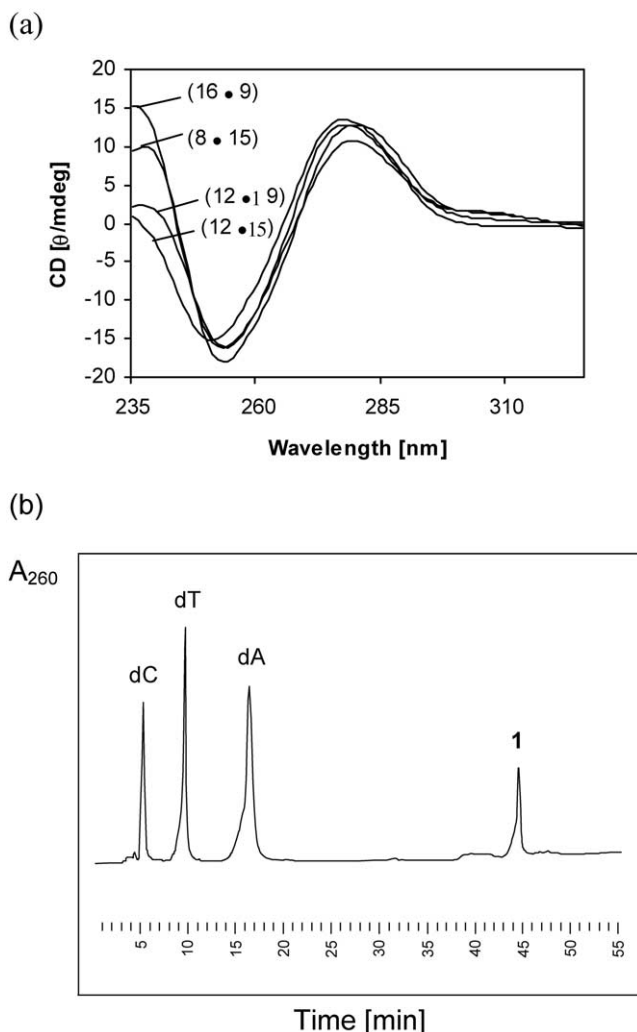 (a)
20
15
10
5
0
-5
-10
-15
-20
CD [θ/mdeg]
(16 • 9)
(8 • 15)
(12 •1 9)
(12 •15)
235 260 285 310
Wavelength [nm]
(b)
A260
dC
dT
dA
1
5 10 15 20 25 30 35 40 45 50 55
Time [min]